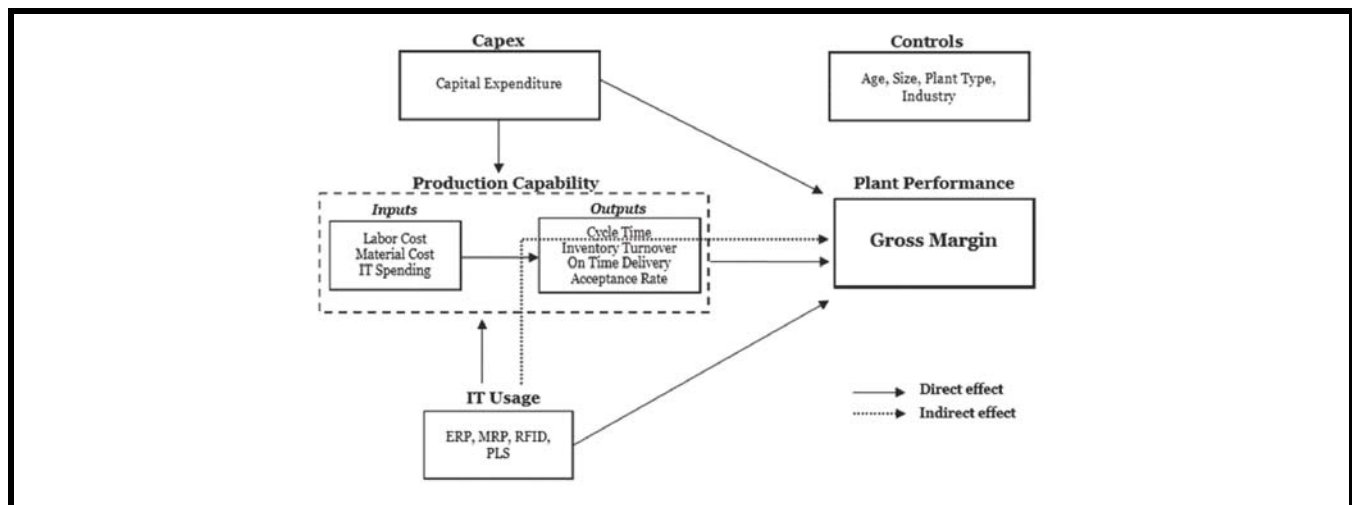 Capex
Capital Expenditure
Controls
Age, Size, Plant Type,
Industry
Production Capability
Inputs
Labor Cost
Material Cost
IT Spending
Outputs
Cycle Time
Inventory Turnover
On Time Delivery
Acceptance Rate
Plant Performance
Gross Margin
IT Usage
ERP, MRP, RFID,
PLS
Direct effect
Indirect effect